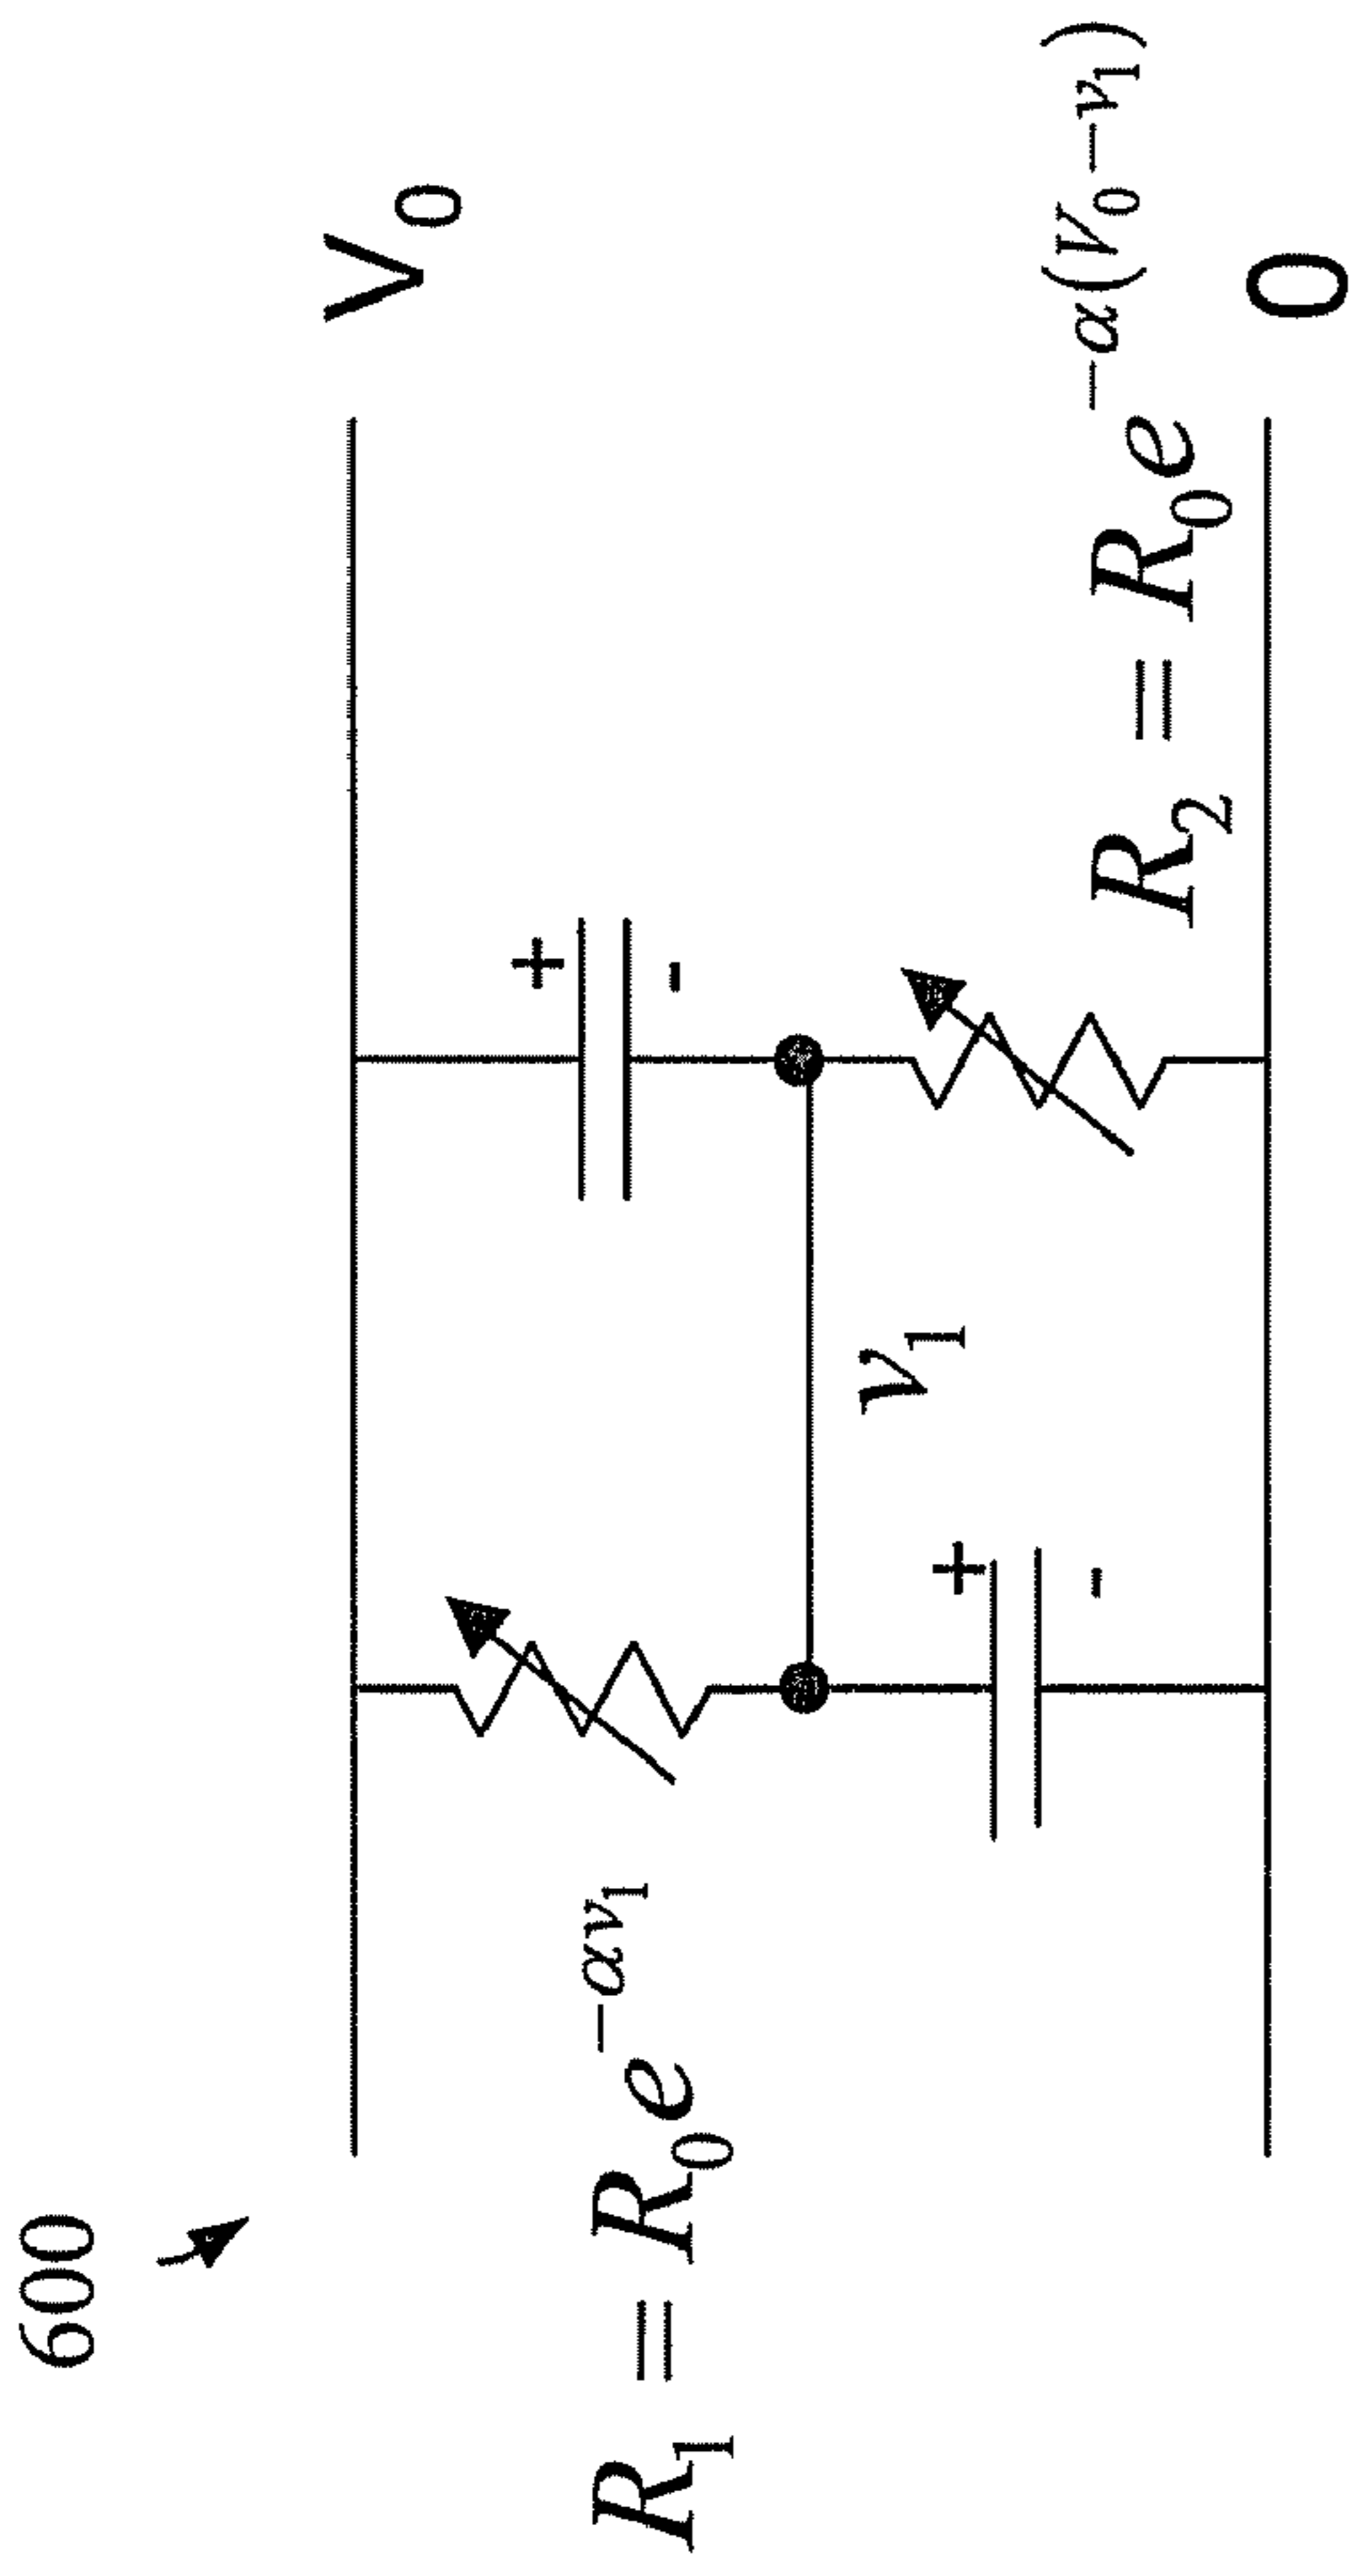 600
V₀
R₁ = R₀e^{−αv₁}
+
-
v₁
+
-
R₂ = R₀e^{−α(V₀−v₁)}
0